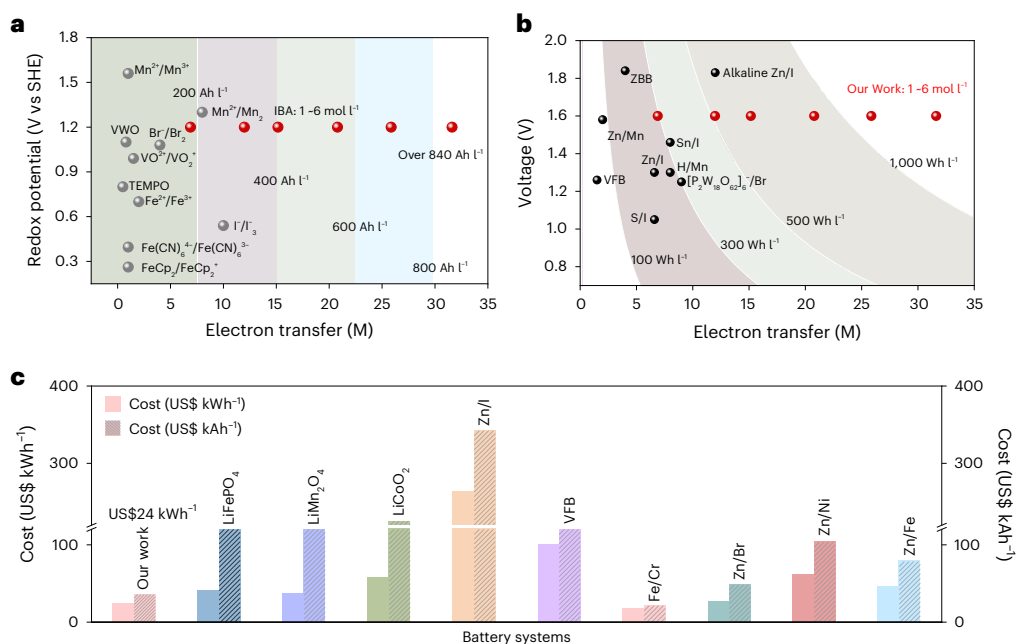 a
Redox potential (V vs SHE)
1.8
1.5
1.2
0.9
0.6
0.3
Mn²⁺/Mn³⁺
200 Ah l⁻¹
Mn²⁺/Mn₂
IBA: 1 -6 mol l⁻¹
VWO
Br⁻/Br₂
VO²⁺/VO₂⁺
Over 840 Ah l⁻¹
400 Ah l⁻¹
TEMPO
Fe²⁺/Fe³⁺
I⁻/I⁻₃
600 Ah l⁻¹
Fe(CN)₆⁴⁻/Fe(CN)₆³⁻
FeCp₂/FeCp₂⁺
800 Ah l⁻¹
0 5 10 15 20 25 30 35
Electron transfer (M)
b
Voltage (V)
2.0
1.8
1.6
1.4
1.2
1.0
0.8
ZBB
Alkaline Zn/I
Our Work: 1 -6 mol l⁻¹
Zn/Mn
Sn/I
Zn/I
H/Mn
1,000 Wh l⁻¹
VFB
[P₂W₁₈O₆₂]₆⁻/Br
S/I
500 Wh l⁻¹
300 Wh l⁻¹
100 Wh l⁻¹
0 5 10 15 20 25 30 35
Electron transfer (M)
c
Cost (US$ kWh⁻¹)
400
300
100
0
Cost (US$ kWh⁻¹)
Cost (US$ kAh⁻¹)
US$24 kWh⁻¹
Our work
LiFePO₄
LiMn₂O₄
LiCoO₂
Zn/I
VFB
Fe/Cr
Zn/Br
Zn/Ni
Zn/Fe
400
300
100
0
Cost (US$ kAh⁻¹)
Battery systems